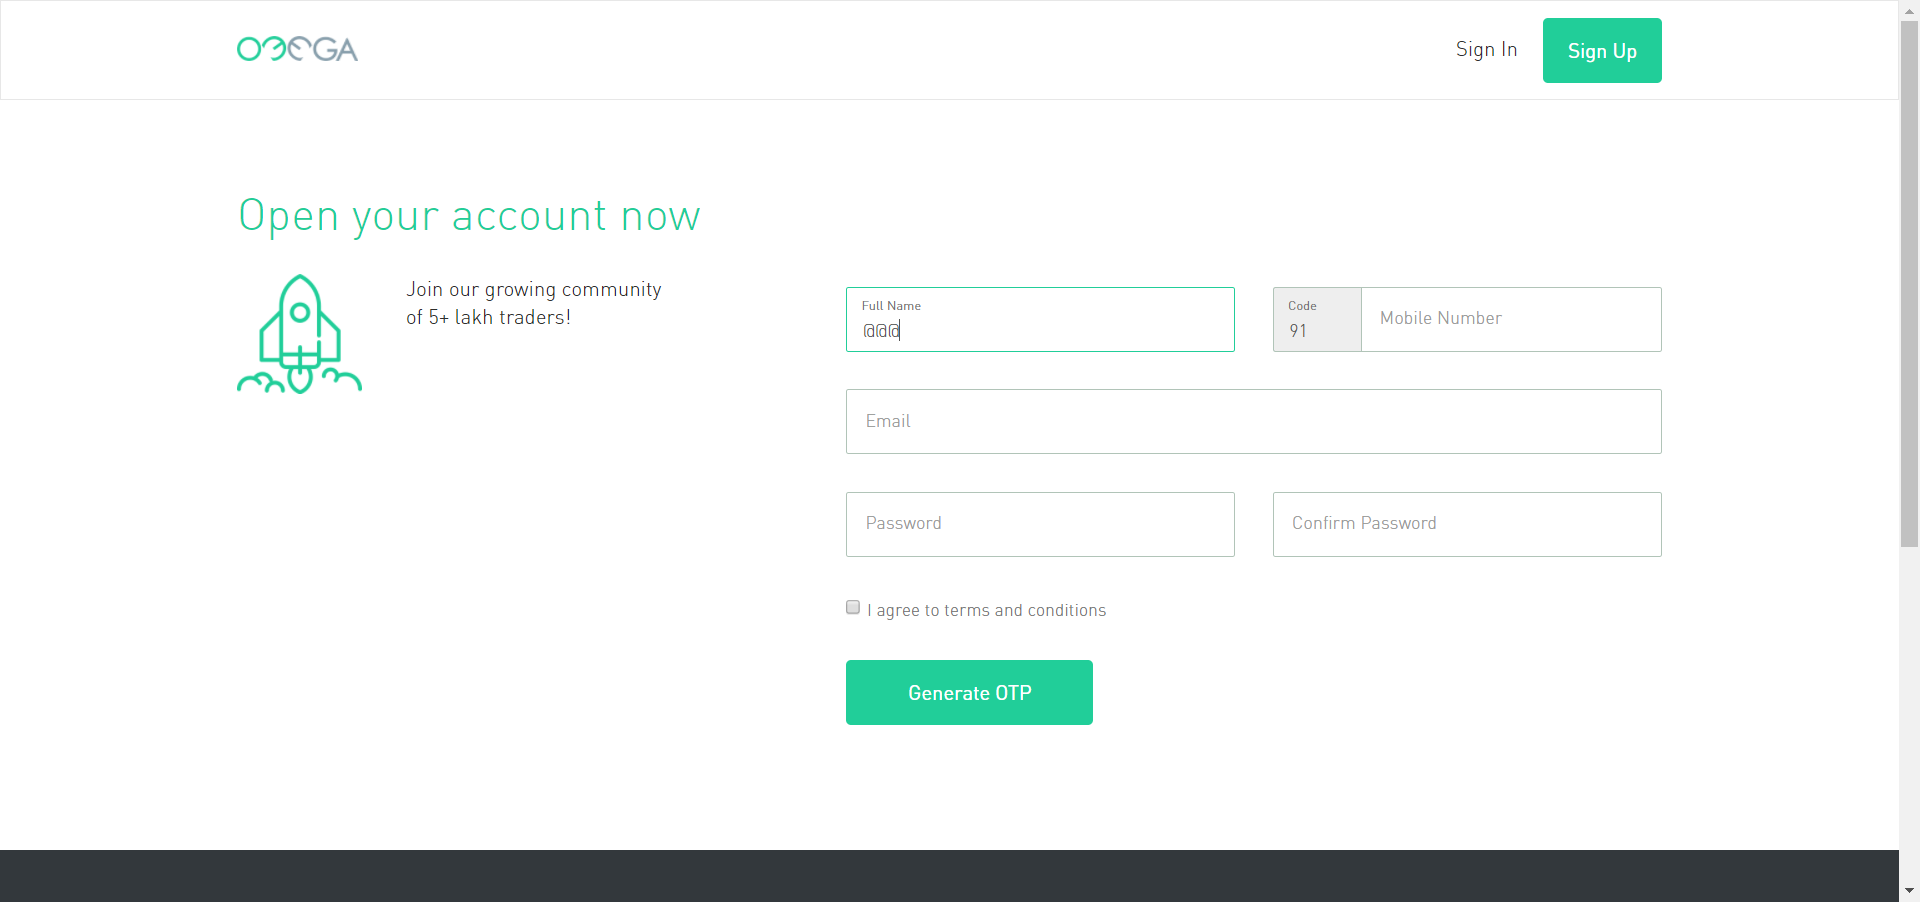 OMEGA
Sign In
Sign Up
Open your account now
Join our growing community
of 5+ lakh traders!
Full Name
@@@
Code
91
Mobile Number
Email
Password
Confirm Password
I agree to terms and conditions
Generate OTP